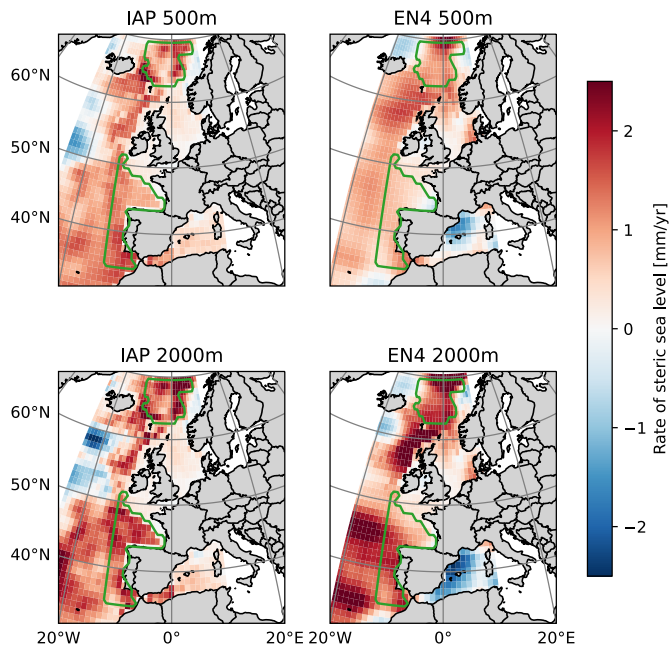 IAP 500m
EN4 500m
60°N
50°N
40°N
IAP 2000m
EN4 2000m
60°N
50°N
40°N
20°W
0°
20°E
0°
20°E
2
1
0
−1
−2
Rate of steric sea level [mm/yr]